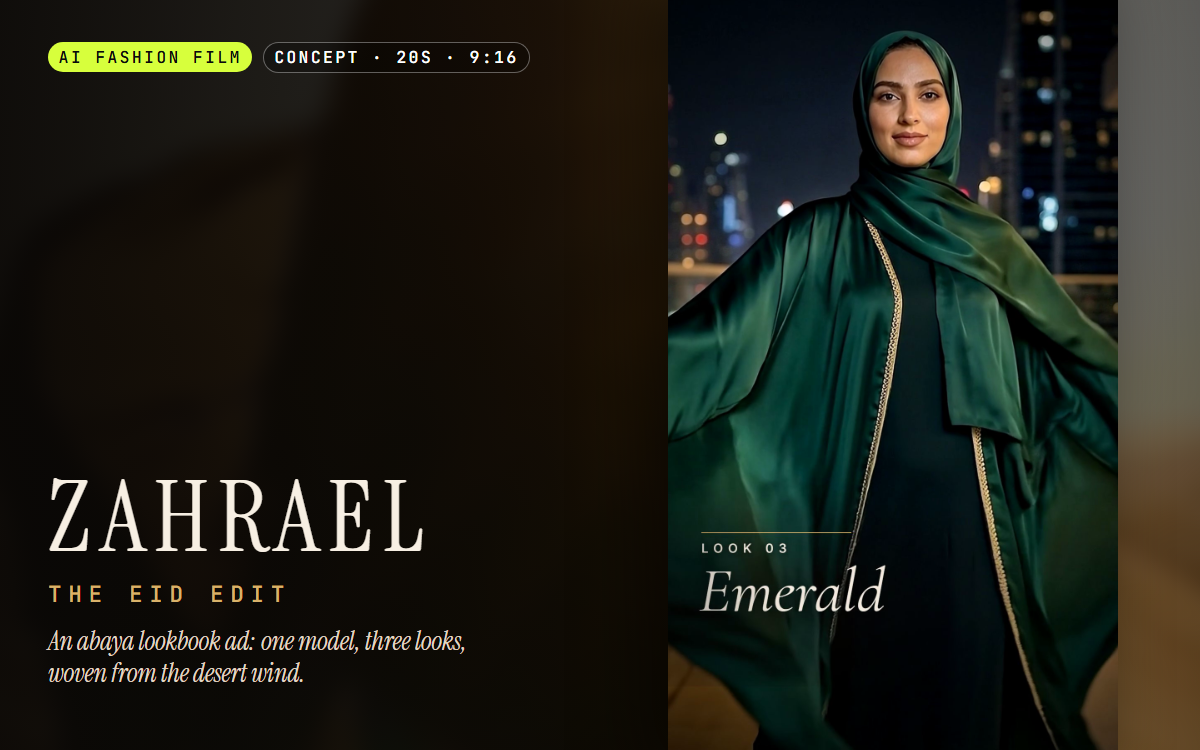 AI FASHION FILM
CONCEPT · 20S · 9:16
ZAHRAEL
THE EID EDIT
An abaya lookbook ad: one model, three looks,
woven from the desert wind.
LOOK 03
Emerald